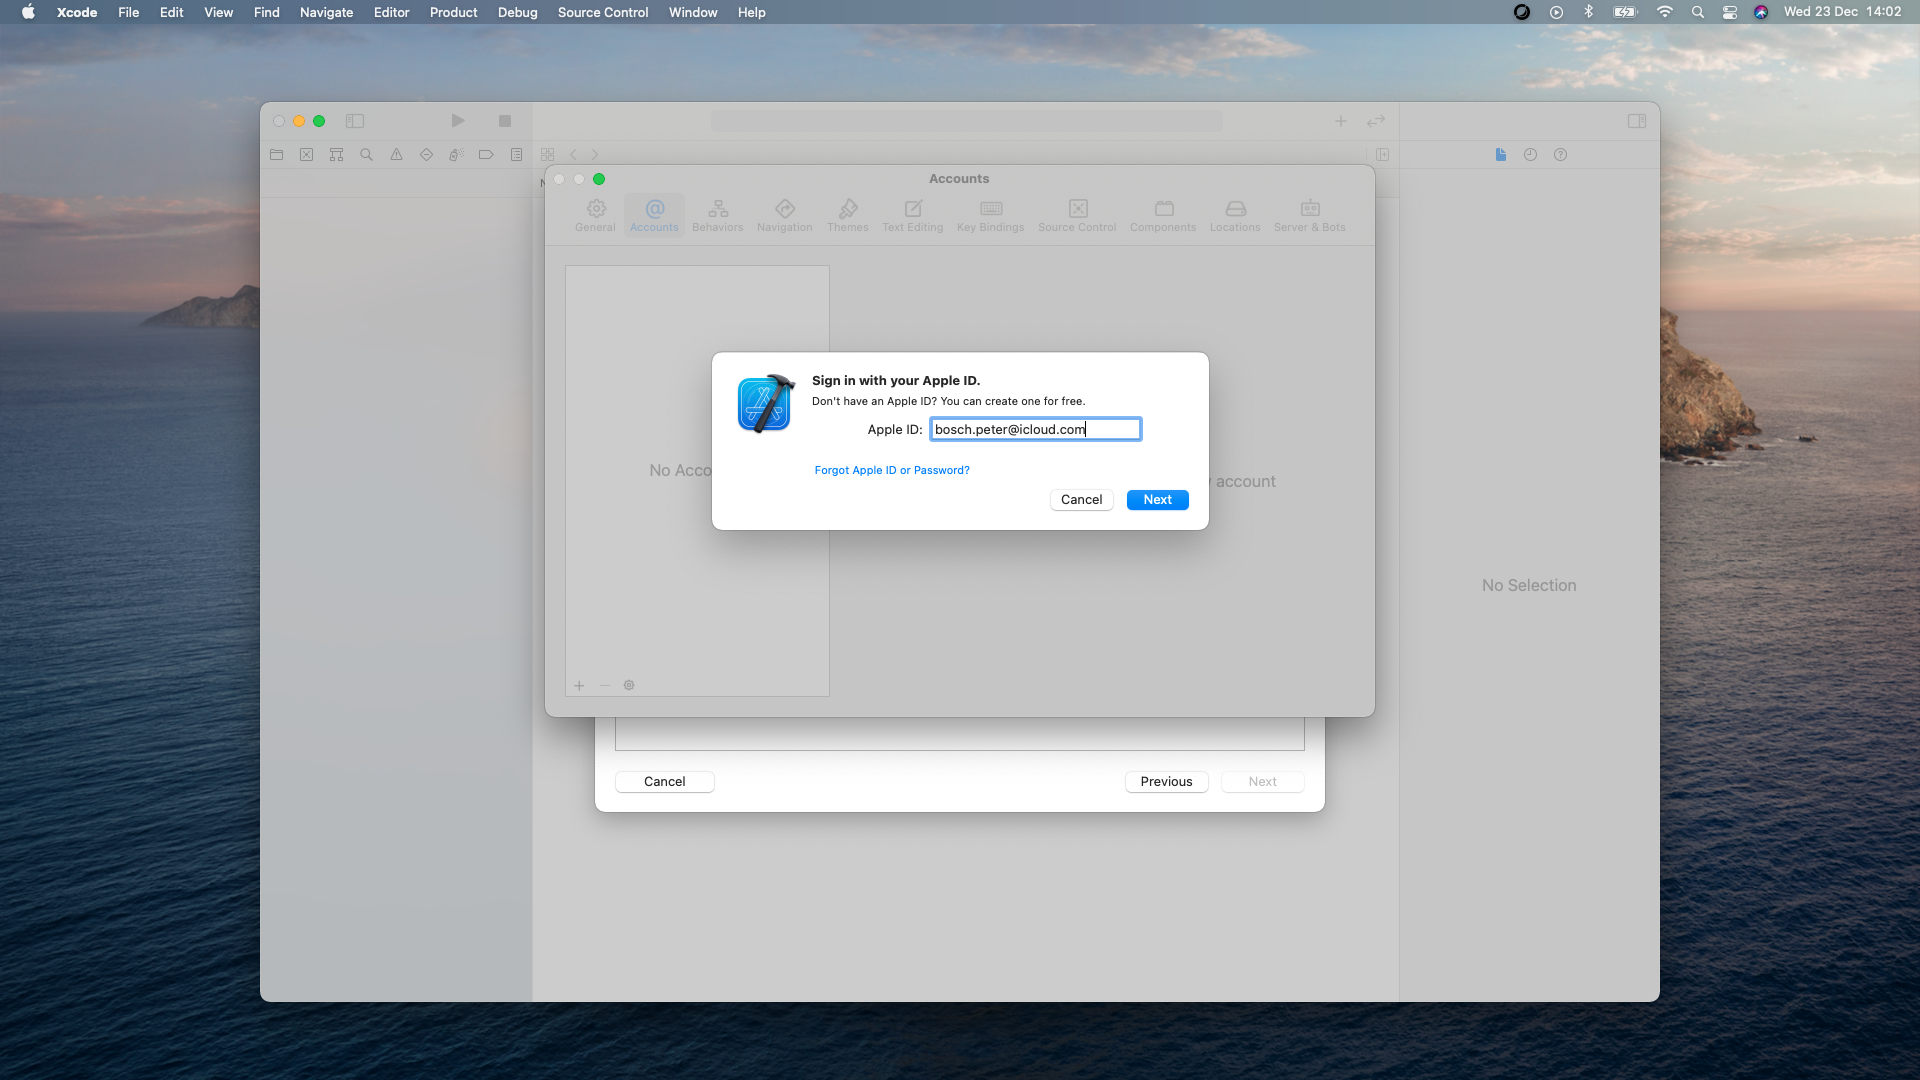 Xcode File Edit View Find Navigate Editor Product Debug Source Control Window Help Wed 23 Dec 14:02
Accounts
General Accounts Behaviors Navigation Themes Text Editing Key Bindings Source Control Components Locations Server & Bots
Sign in with your Apple ID.
Don't have an Apple ID? You can create one for free.
Apple ID: bosch.peter@icloud.com
No Acco
Forgot Apple ID or Password?
account
Cancel Next
No Selection
Cancel Previous Next